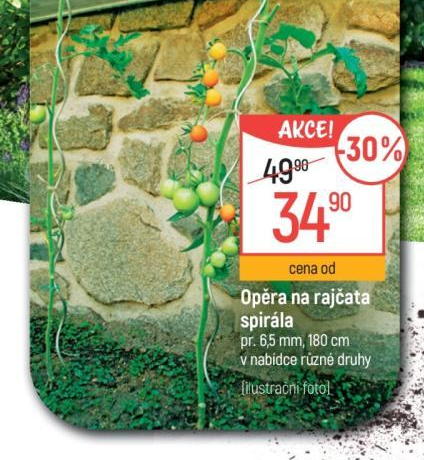 AKCE!
-30%
49⁹⁰
34⁹⁰
cena od
Opěra na rajčata
spirála
pr. 6,5 mm, 180 cm
v nabídce různé druhy
(ilustrační foto)